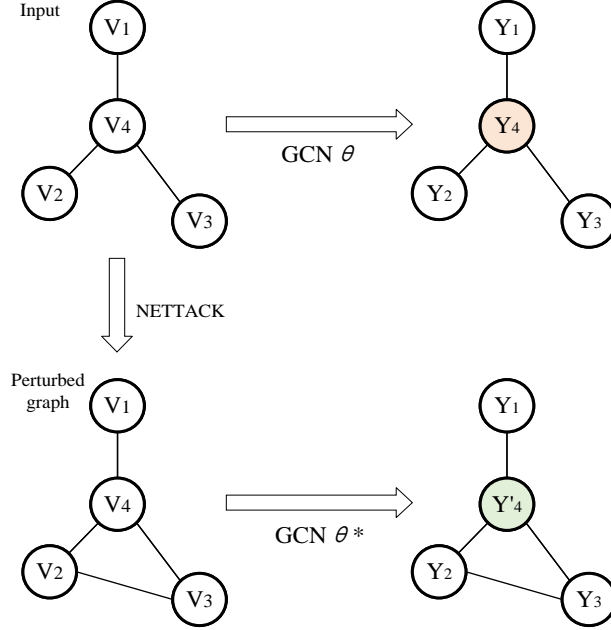 Input
V1
V4
V2
V3
GCN θ
Y1
Y4
Y2
Y3
NETTACK
Perturbed
graph
V1
V4
V2
V3
GCN θ*
Y1
Y'4
Y2
Y3